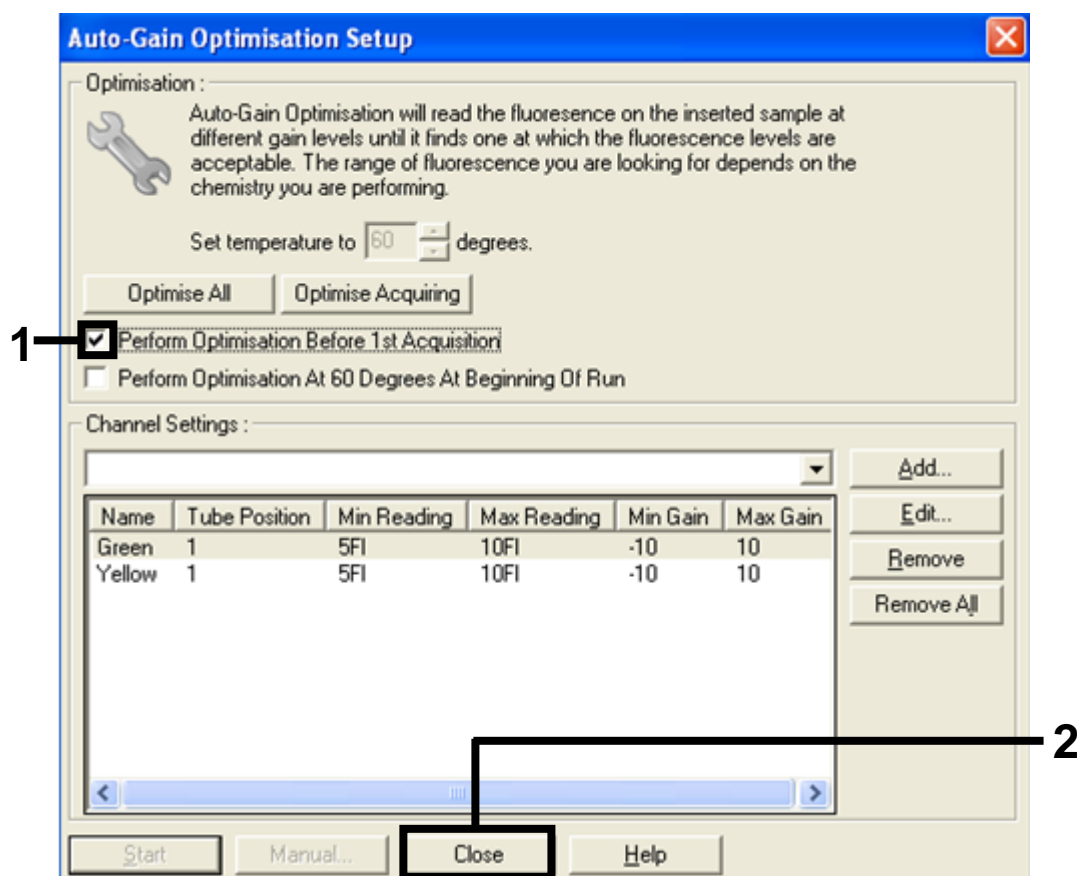 Auto-Gain Optimisation Setup
Optimisation :
Auto-Gain Optimisation will read the fluoresence on the inserted sample at
different gain levels until it finds one at which the fluorescence levels are
acceptable. The range of fluorescence you are looking for depends on the
chemistry you are performing.
Set temperature to 60 degrees.
Optimise All Optimise Acquiring
1 Perform Optimisation Before 1st Acquisition
Perform Optimisation At 60 Degrees At Beginning Of Run
Channel Settings :
Add...
Edit...
Remove
Remove All
Name Tube Position Min Reading Max Reading Min Gain Max Gain
Green 1 5Fl 10Fl -10 10
Yellow 1 5Fl 10Fl -10 10
2
Start Manual... Close Help